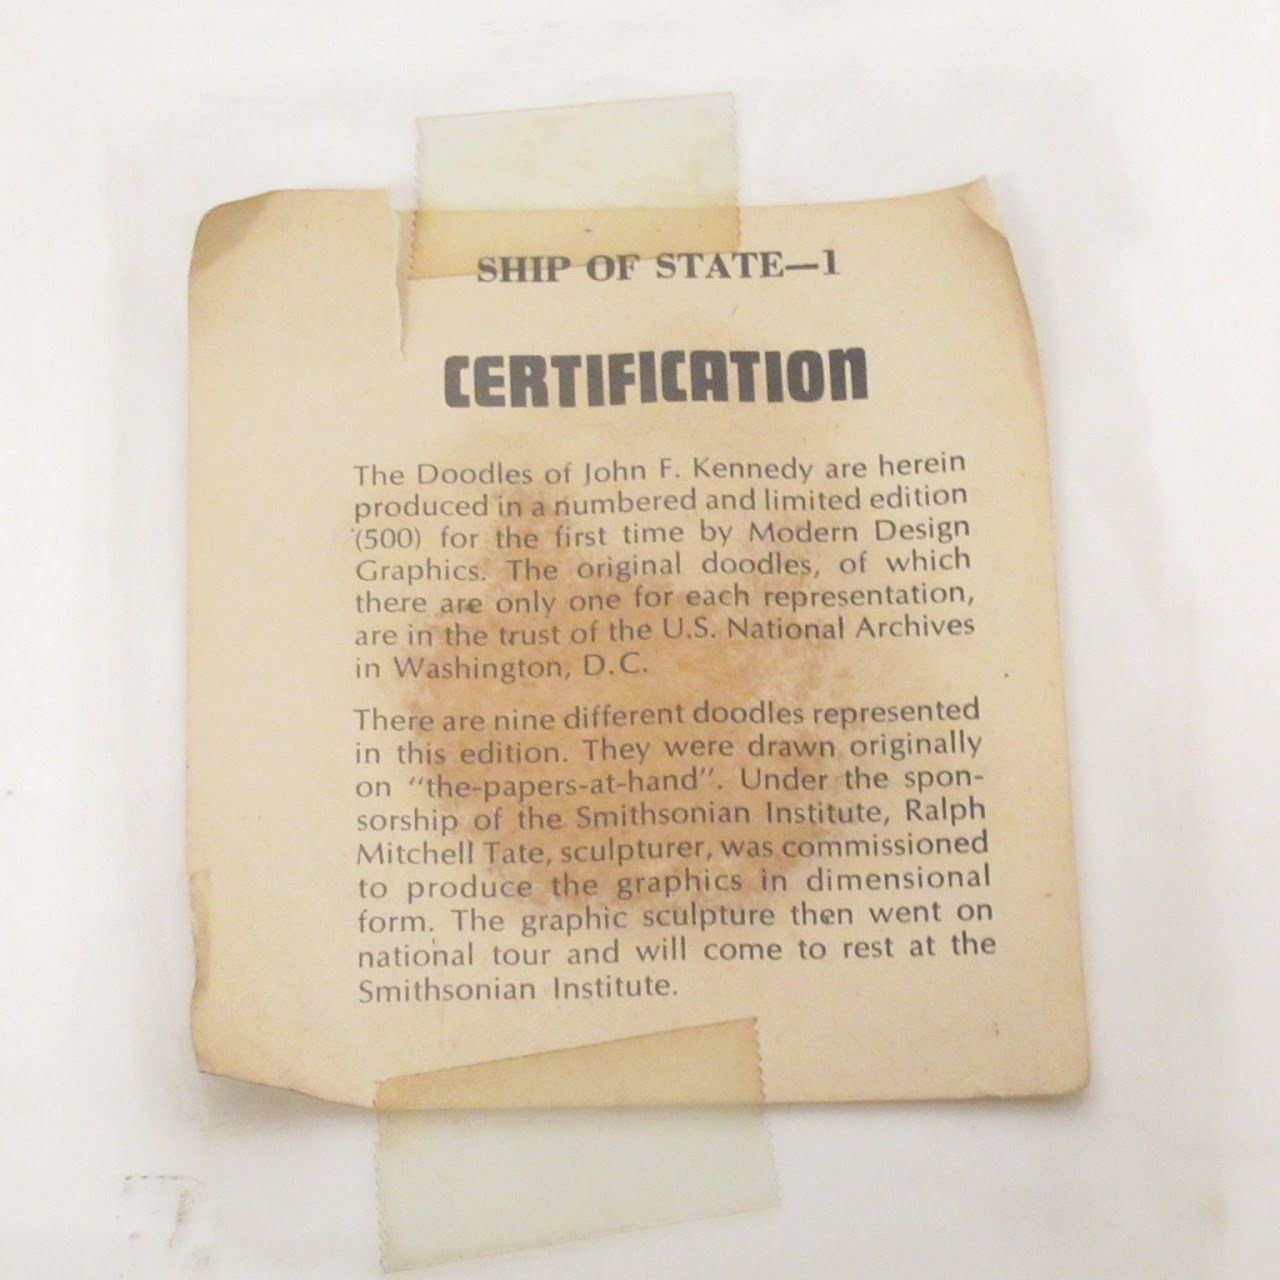 SHIP OF STATE—1
CERTIFICATION
The Doodles of John F. Kennedy are herein
produced in a numbered and limited edition
(500) for the first time by Modern Design
Graphics. The original doodles, of which
there are only one for each representation,
are in the trust of the U.S. National Archives
in Washington, D.C.
There are nine different doodles represented
in this edition. They were drawn originally
on “the-papers-at-hand”. Under the spon-
sorship of the Smithsonian Institute, Ralph
Mitchell Tate, sculpturer, was commissioned
to produce the graphics in dimensional
form. The graphic sculpture then went on
national tour and will come to rest at the
Smithsonian Institute.